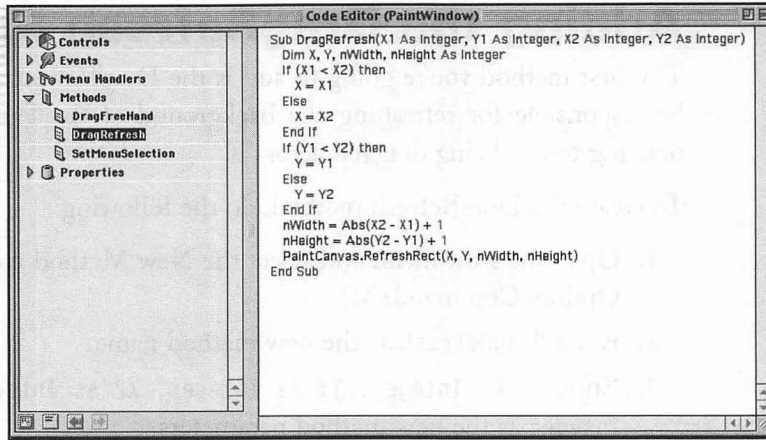 Code Editor (PaintWindow)
Controls
Events
Menu Handlers
Methods
DragFreeHand
DragRefresh
SetMenuSelection
Properties
Sub DragRefresh(X1 As Integer, Y1 As Integer, X2 As Integer, Y2 As Integer)
Dim X, Y, nWidth, nHeight As Integer
If (X1 < X2) then
X = X1
Else
X = X2
End If
If (Y1 < Y2) then
Y = Y1
Else
Y = Y2
End If
nWidth = Abs(X2 - X1) + 1
nHeight = Abs(Y2 - Y1) + 1
PaintCanvas.RefreshRect(X, Y, nWidth, nHeight)
End Sub